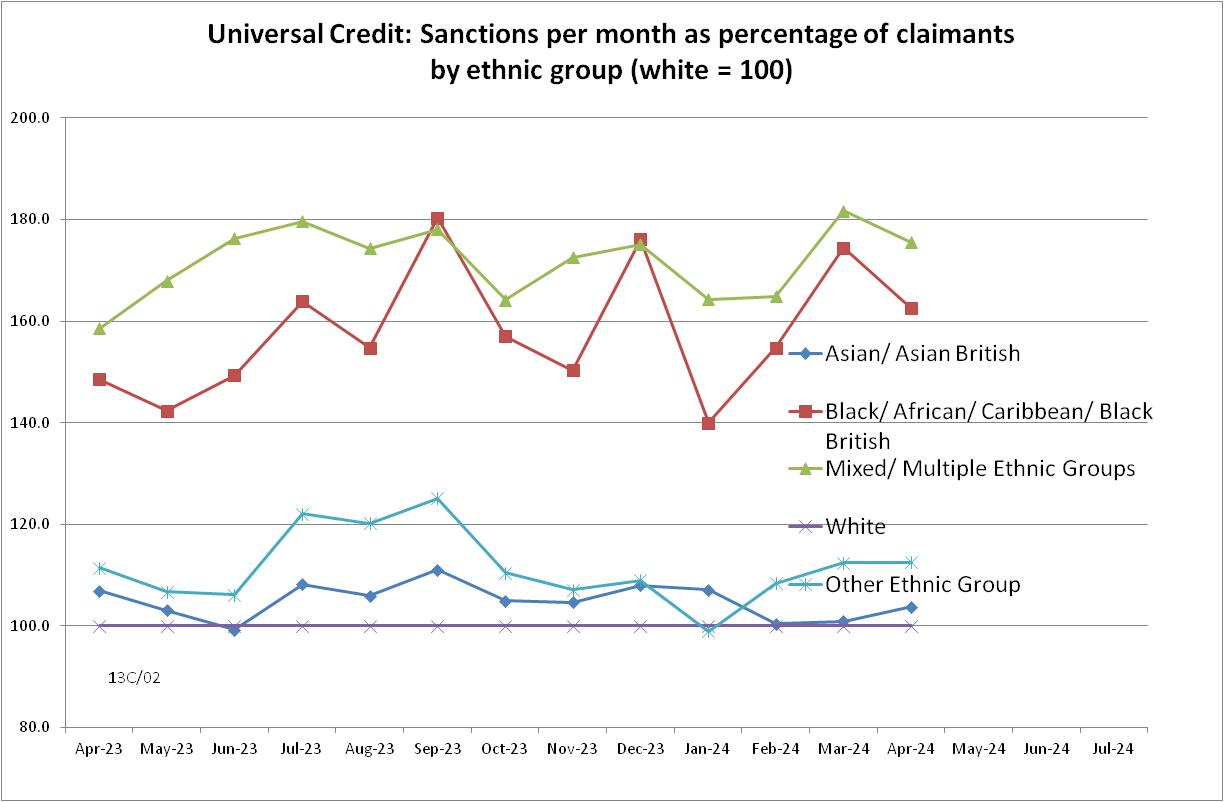 Universal Credit: Sanctions per month as percentage of claimants
by ethnic group (white = 100)
200.0
180.0
160.0
140.0
120.0
100.0
80.0
Asian/ Asian British
Black/ African/ Caribbean/ Black
British
Mixed/ Multiple Ethnic Groups
White
Other Ethnic Group
13C/02
Apr-23 May-23 Jun-23 Jul-23 Aug-23 Sep-23 Oct-23 Nov-23 Dec-23 Jan-24 Feb-24 Mar-24 Apr-24 May-24 Jun-24 Jul-24